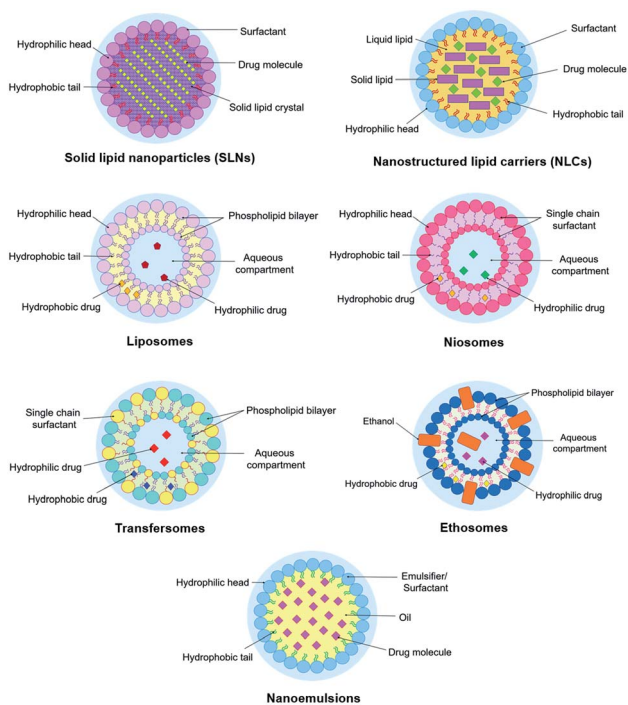 Hydrophilic head
Surfactant
Drug molecule
Hydrophobic tail
Solid lipid crystal
Solid lipid nanoparticles (SLNs)
Liquid lipid
Surfactant
Solid lipid
Drug molecule
Hydrophobic tail
Hydrophilic head
Nanostructured lipid carriers (NLCs)
Hydrophilic head
Phospholipid bilayer
Hydrophobic tail
Aqueous
compartment
Hydrophobic drug
Hydrophilic drug
Liposomes
Hydrophilic head
Single chain
surfactant
Hydrophobic tail
Aqueous
compartment
Hydrophobic drug
Hydrophilic drug
Niosomes
Single chain
surfactant
Phospholipid bilayer
Hydrophilic drug
Aqueous
compartment
Hydrophobic drug
Transfersomes
Phospholipid bilayer
Ethanol
Aqueous
compartment
Hydrophobic drug
Hydrophilic drug
Ethosomes
Hydrophilic head
Emulsifier/
Surfactant
Oil
Hydrophobic tail
Drug molecule
Nanoemulsions